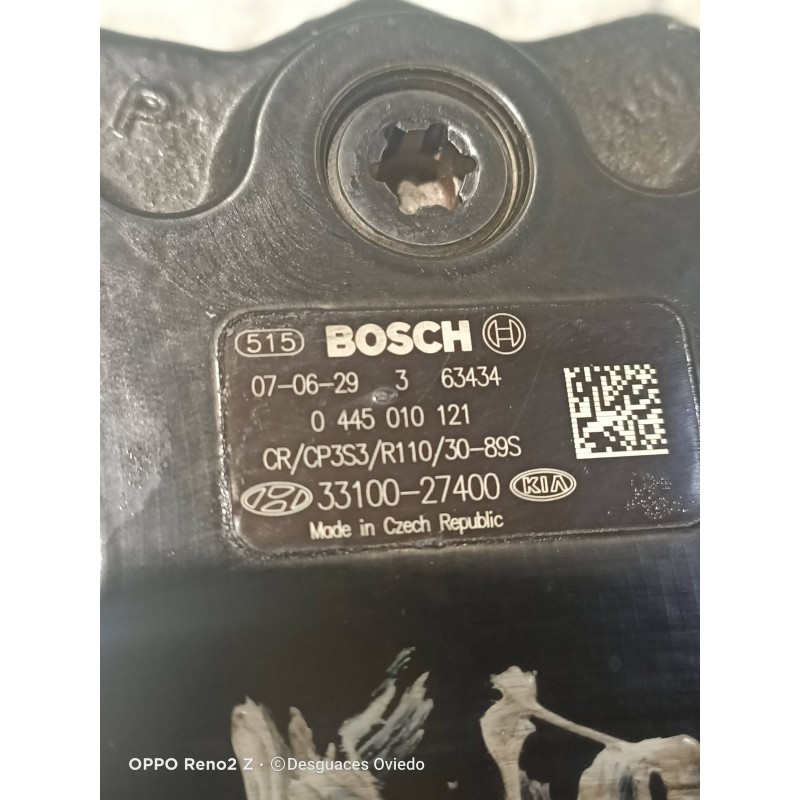 P
515 BOSCH
07-06-29 3 63434
0 445 010 121
CR/CP3S3/R110/30-89S
33100-27400 KIA
Made in Czech Republic
OPPO Reno2 Z · ©Desguaces Oviedo